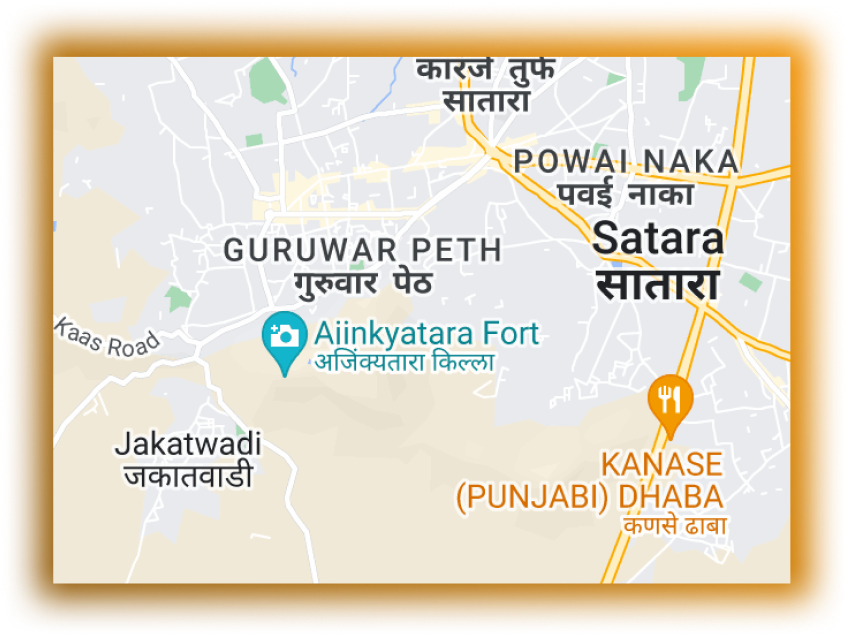 कारजे तुर्फ
सातारा
POWAI NAKA
पवई नाका
Satara
सातारा
GURUWAR PETH
गुरुवार पेठ
Kaas Road
Aiinkyatara Fort
अजिंक्यतारा किल्ला
Jakatwadi
जकातवाडी
KANASE
(PUNJABI) DHABA
कणसे ढाबा